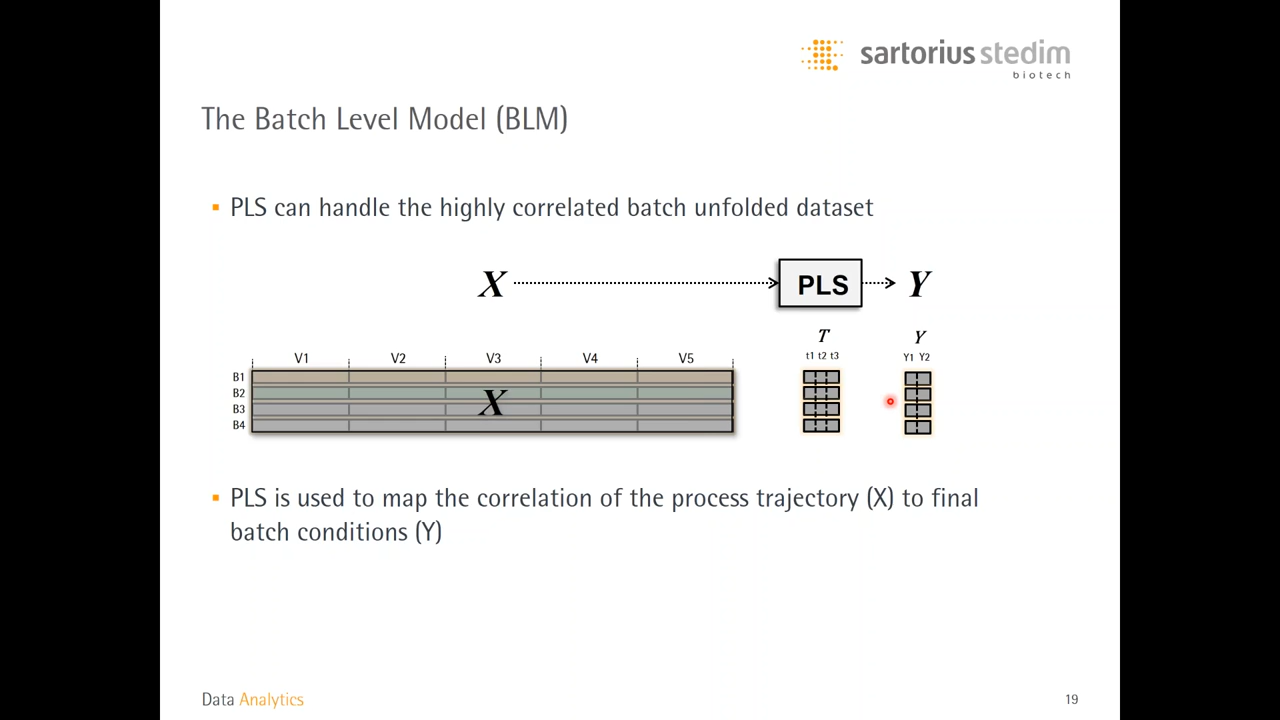 sartorius stedim
biotech
The Batch Level Model (BLM)
▪ PLS can handle the highly correlated batch unfolded dataset
X PLS Y
T Y
t1 t2 t3 Y1 Y2
V1 V2 V3 V4 V5
B1
B2
X
B3
B4
▪ PLS is used to map the correlation of the process trajectory (X) to final
batch conditions (Y)
Data Analytics 19